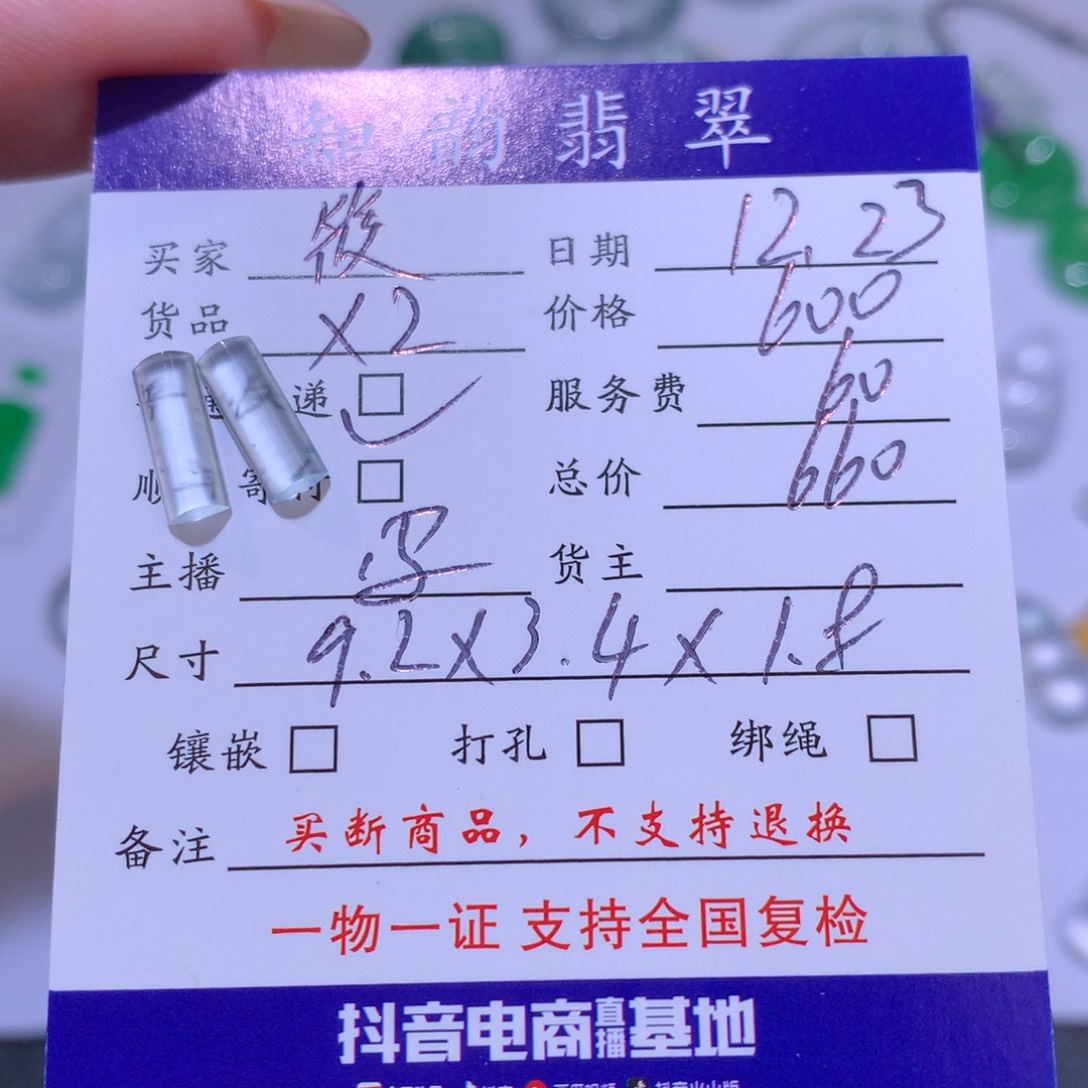 知韵翡翠
买家 日期 12.23
货品 X2 价格 600
递 服务费 60
顺 寄付 总价 660
主播 货主
尺寸 9.2X3.4X1.8
镶嵌 打孔 绑绳
备注 买断商品，不支持退换
一物一证 支持全国复检
抖音电商直播基地